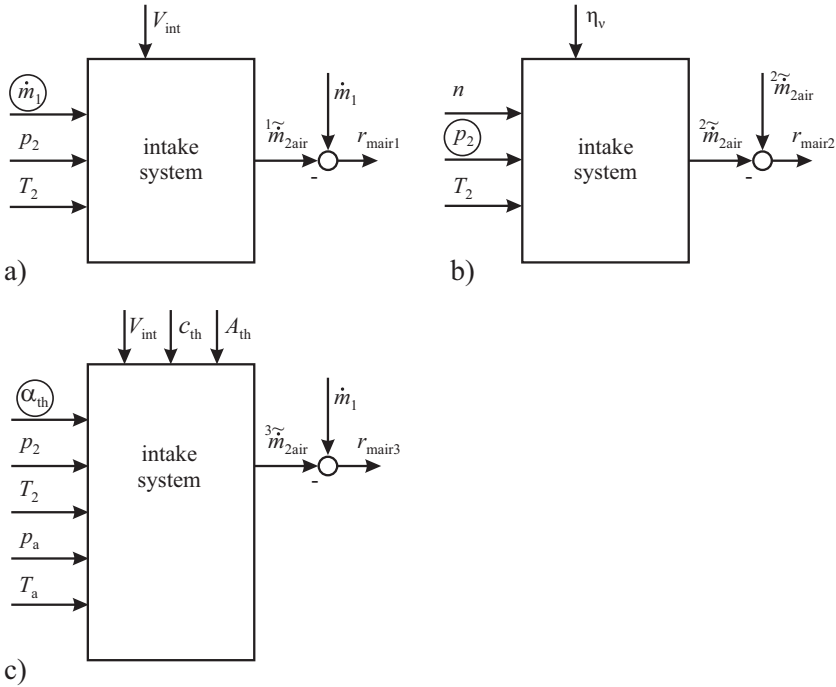 V_int
ṁ_1
p_2
T_2
intake
system
ṁ_1
¹m̃̇_2air
r_mair1
-
a)
η_ν
n
p_2
T_2
intake
system
²m̃̇_2air
²m̃̇_2air
r_mair2
-
b)
V_int c_th A_th
α_th
p_2
T_2
p_a
T_a
intake
system
ṁ_1
³m̃̇_2air
r_mair3
-
c)